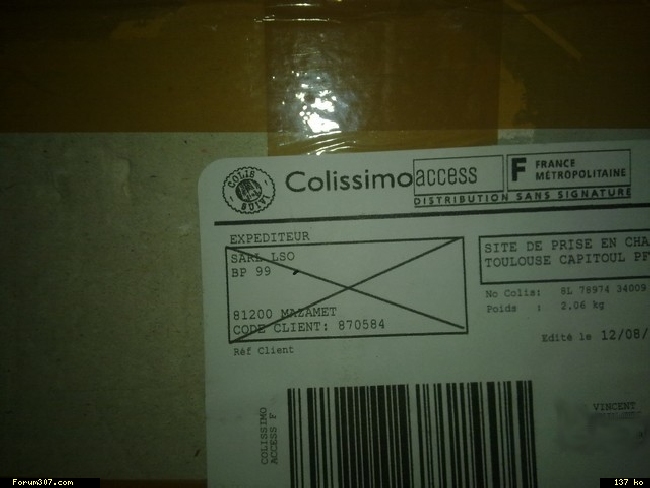 COLIS
SUIVI
Colissimo access F FRANCE
MÉTROPOLITAINE
DISTRIBUTION SANS SIGNATURE
EXPEDITEUR
SARL LSO
BP 99
81200 MAZAMET
CODE CLIENT: 870584
Réf Client
SITE DE PRISE EN CHA
TOULOUSE CAPITOUL PF
No Colis: 8L 78974 34009
Poids : 2.06 kg
Edité le 12/08/
COLISSIMO
ACCESS F
VINCENT
Forum307.com
137 ko